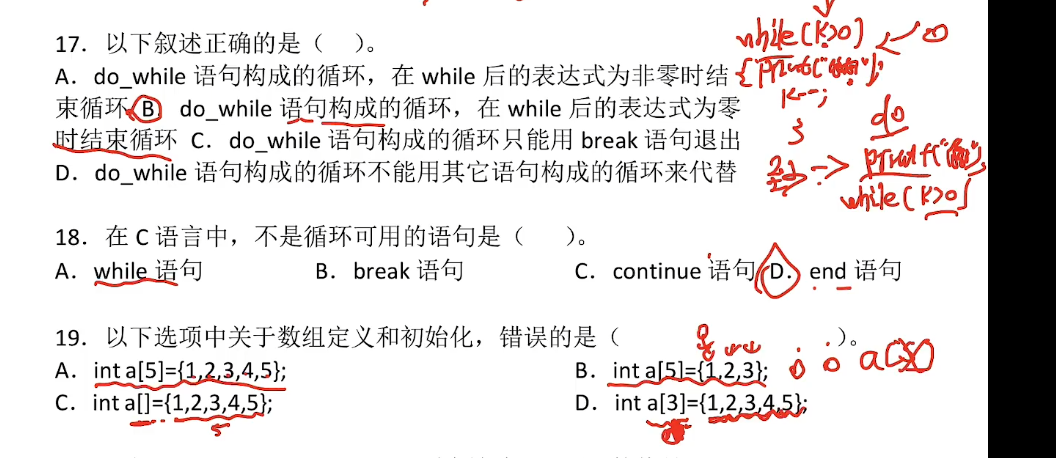 while(k>0)
17. 以下叙述正确的是（ ）。
A. do_while 语句构成的循环，在 while 后的表达式为非零时结
{printf(" ");
束循环 B do_while 语句构成的循环，在 while 后的表达式为零
k--;
do
时结束循环 C. do_while 语句构成的循环只能用 break 语句退出
}
D. do_while 语句构成的循环不能用其它语句构成的循环来代替
printf(" ");
while(k>0)
18. 在 C 语言中，不是循环可用的语句是（ ）。
A. while 语句 B. break 语句 C. continue 语句 D. end 语句
19. 以下选项中关于数组定义和初始化，错误的是（ ）。
A. int a[5]={1,2,3,4,5}; B. int a[5]={1,2,3}; 0 0
C. int a[]={1,2,3,4,5}; D. int a[3]={1,2,3,4,5};
5